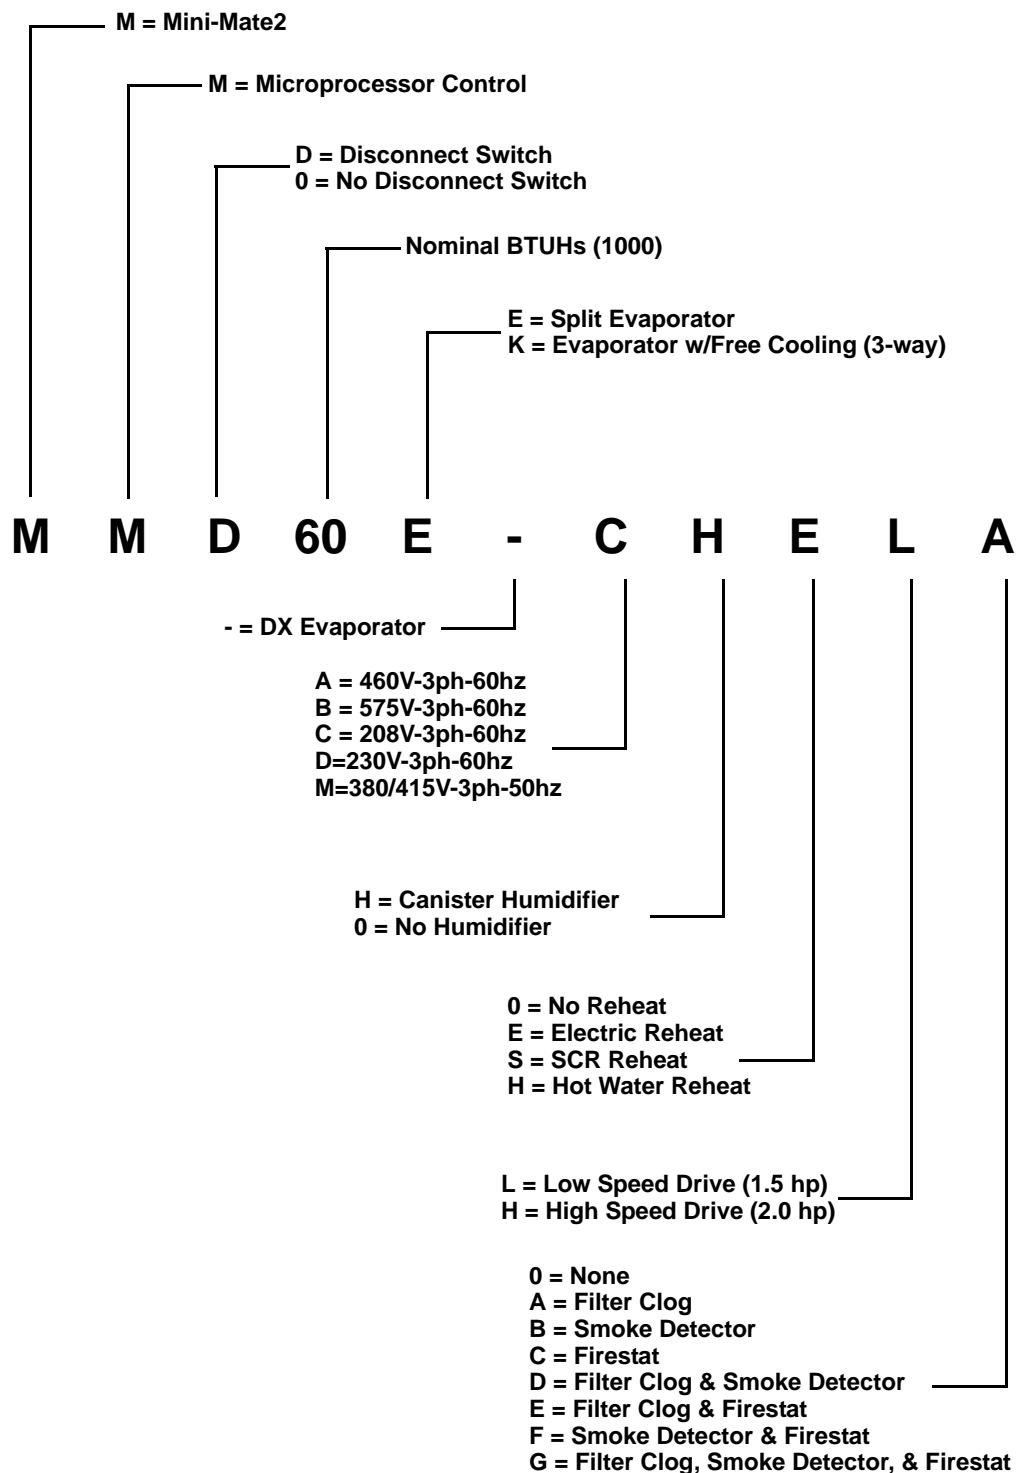 M = Mini-Mate2
M = Microprocessor Control
D = Disconnect Switch
0 = No Disconnect Switch
Nominal BTUHs (1000)
E = Split Evaporator
K = Evaporator w/Free Cooling (3-way)
M M D 60 E - C H E L A
- = DX Evaporator
A = 460V-3ph-60hz
B = 575V-3ph-60hz
C = 208V-3ph-60hz
D=230V-3ph-60hz
M=380/415V-3ph-50hz
H = Canister Humidifier
0 = No Humidifier
0 = No Reheat
E = Electric Reheat
S = SCR Reheat
H = Hot Water Reheat
L = Low Speed Drive (1.5 hp)
H = High Speed Drive (2.0 hp)
0 = None
A = Filter Clog
B = Smoke Detector
C = Firestat
D = Filter Clog & Smoke Detector
E = Filter Clog & Firestat
F = Smoke Detector & Firestat
G = Filter Clog, Smoke Detector, & Firestat